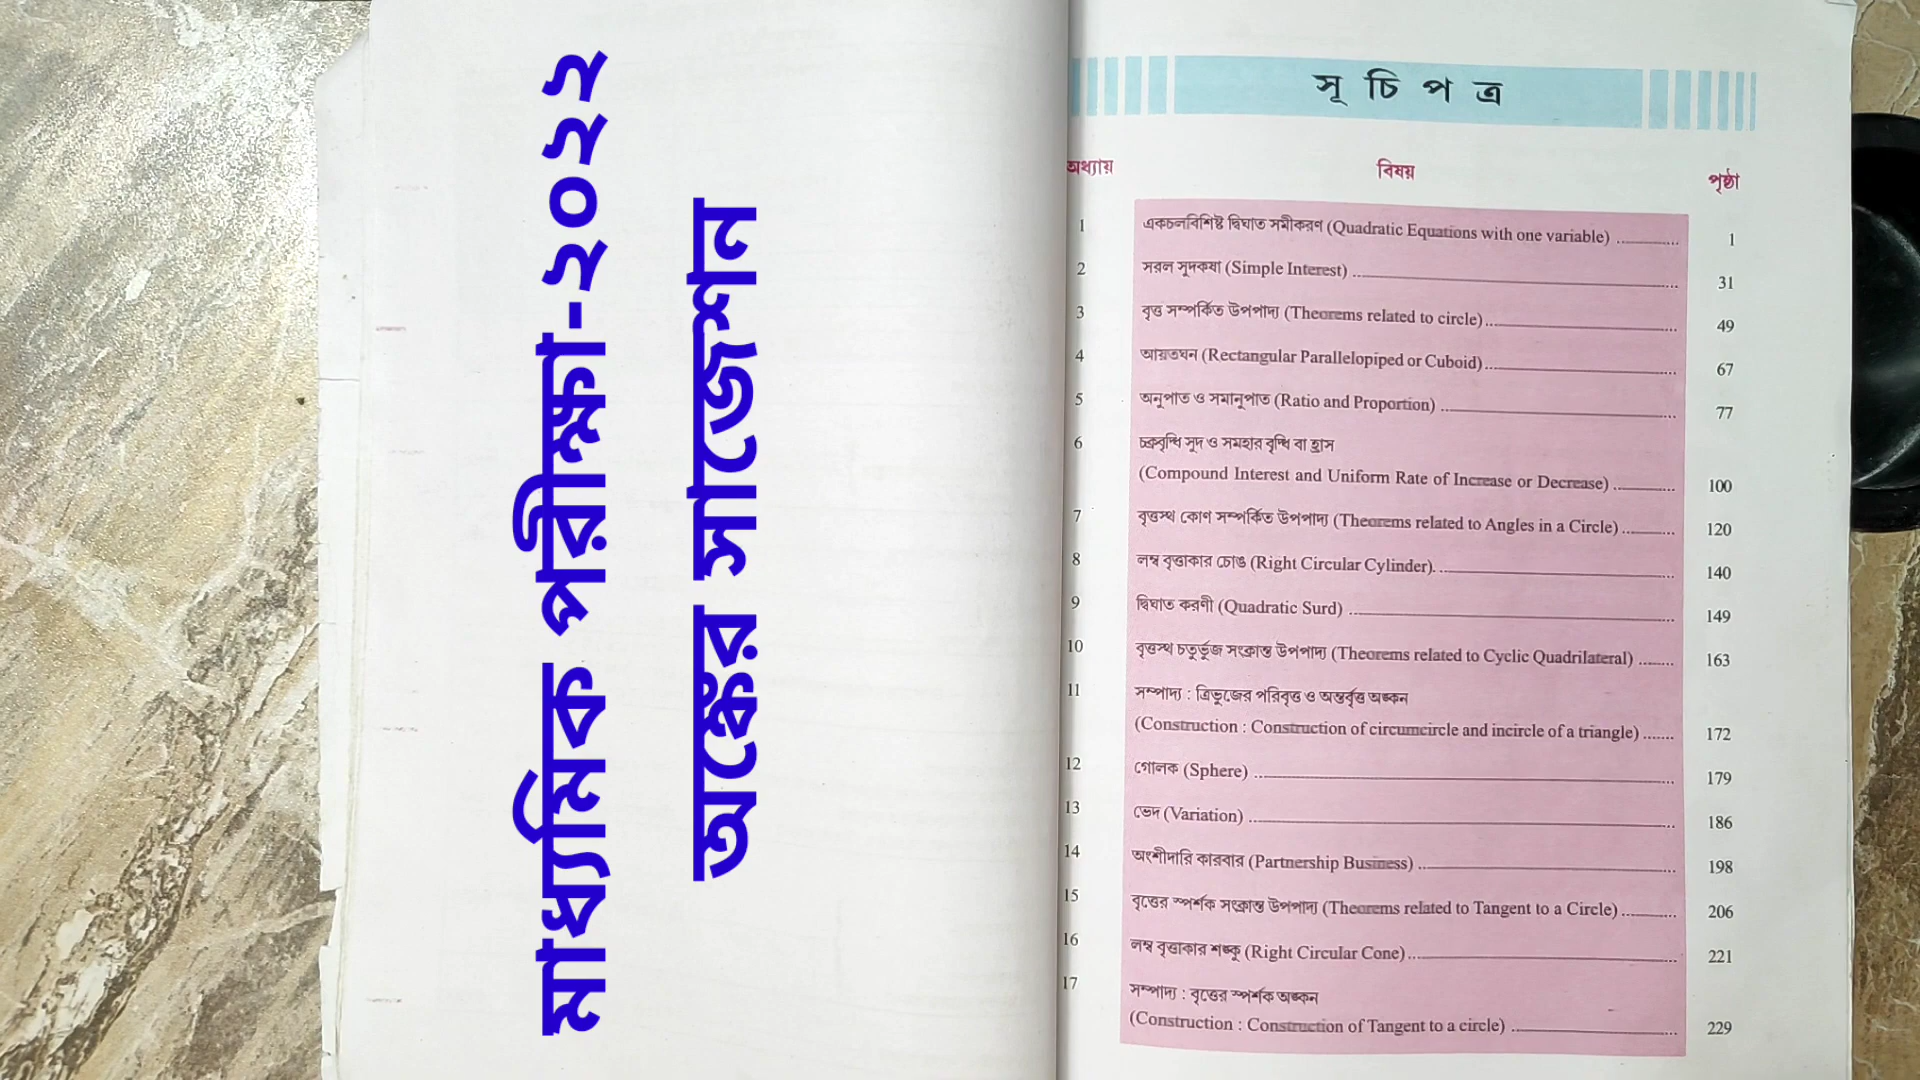 মাধ্যমিক পরীক্ষা-২০২২
অঙ্কের সাজেশন
সূচিপত্র
অধ্যায় বিষয় পৃষ্ঠা
1 একচলবিশিষ্ট দ্বিঘাত সমীকরণ (Quadratic Equations with one variable) .............. 1
2 সরল সুদকষা (Simple Interest) .............. 31
3 বৃত্ত সম্পর্কিত উপপাদ্য (Theorems related to circle) .............. 49
4 আয়তঘন (Rectangular Parallelopiped or Cuboid) .............. 67
5 অনুপাত ও সমানুপাত (Ratio and Proportion) .............. 77
6 চক্রবৃদ্ধি সুদ ও সমহার বৃদ্ধি বা হ্রাস
(Compound Interest and Uniform Rate of Increase or Decrease) .............. 100
7 বৃত্তস্থ কোণ সম্পর্কিত উপপাদ্য (Theorems related to Angles in a Circle) .............. 120
8 লম্ব বৃত্তাকার চোঙ (Right Circular Cylinder). .............. 140
9 দ্বিঘাত করণী (Quadratic Surd) .............. 149
10 বৃত্তস্থ চতুর্ভুজ সংক্রান্ত উপপাদ্য (Theorems related to Cyclic Quadrilateral) ........ 163
11 সম্পাদ্য : ত্রিভুজের পরিবৃত্ত ও অন্তর্বৃত্ত অঙ্কন
(Construction : Construction of circumcircle and incircle of a triangle) ....... 172
12 গোলক (Sphere) .............. 179
13 ভেদ (Variation) .............. 186
14 অংশীদারি কারবার (Partnership Business) .............. 198
15 বৃত্তের স্পর্শক সংক্রান্ত উপপাদ্য (Theorems related to Tangent to a Circle) .............. 206
16 লম্ব বৃত্তাকার শঙ্কু (Right Circular Cone) .............. 221
17 সম্পাদ্য : বৃত্তের স্পর্শক অঙ্কন
(Construction : Construction of Tangent to a circle) .............. 229